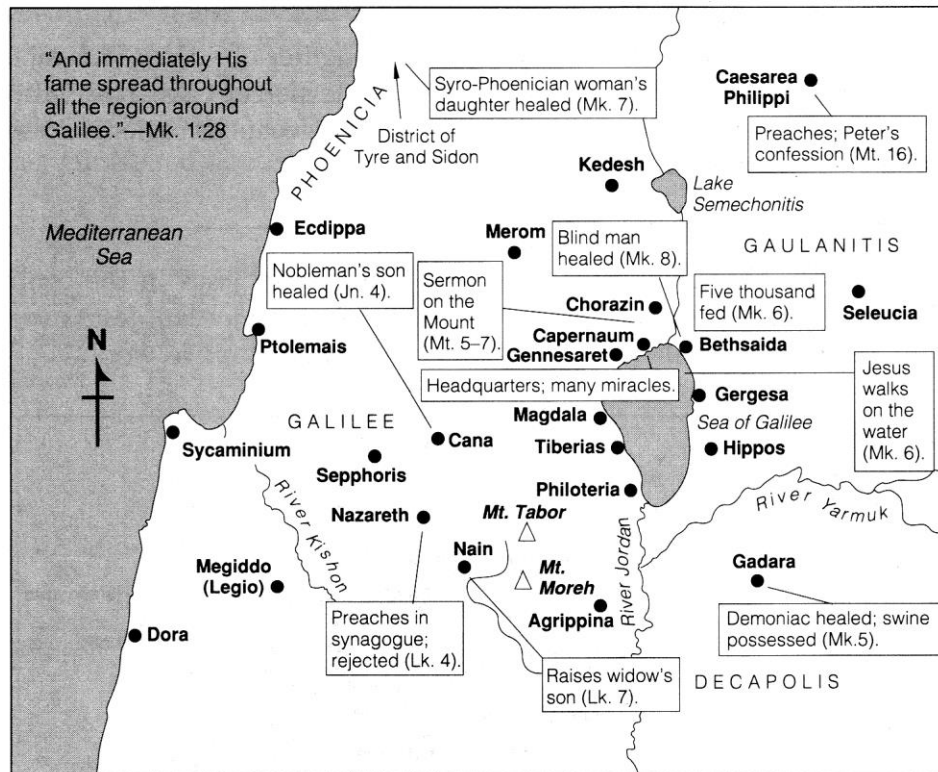 “And immediately His
fame spread throughout
all the region around
Galilee.”—Mk. 1:28
PHOENICIA
District of
Tyre and Sidon
Syro-Phoenician woman's
daughter healed (Mk. 7).
Caesarea
Philippi
Preaches; Peter's
confession (Mt. 16).
Kedesh
Lake
Semechonitis
Mediterranean
Sea
Ecdippa
Merom
Blind man
healed (Mk. 8).
GAULANITIS
Nobleman's son
healed (Jn. 4).
Sermon
on the
Mount
(Mt. 5–7).
Chorazin
Five thousand
fed (Mk. 6).
Seleucia
N
Ptolemais
Capernaum
Gennesaret
Bethsaida
Headquarters; many miracles.
Jesus
walks
on the
water
(Mk. 6).
Gergesa
GALILEE
Magdala
Sea of Galilee
Sycaminium
Cana
Tiberias
Hippos
Sepphoris
River Kishon
Philoteria
River Yarmuk
Nazareth
Mt. Tabor
Nain
Mt.
Moreh
River Jordan
Gadara
Megiddo
(Legio)
Agrippina
Dora
Preaches in
synagogue;
rejected (Lk. 4).
Demoniac healed; swine
possessed (Mk.5).
Raises widow's
son (Lk. 7).
DECAPOLIS